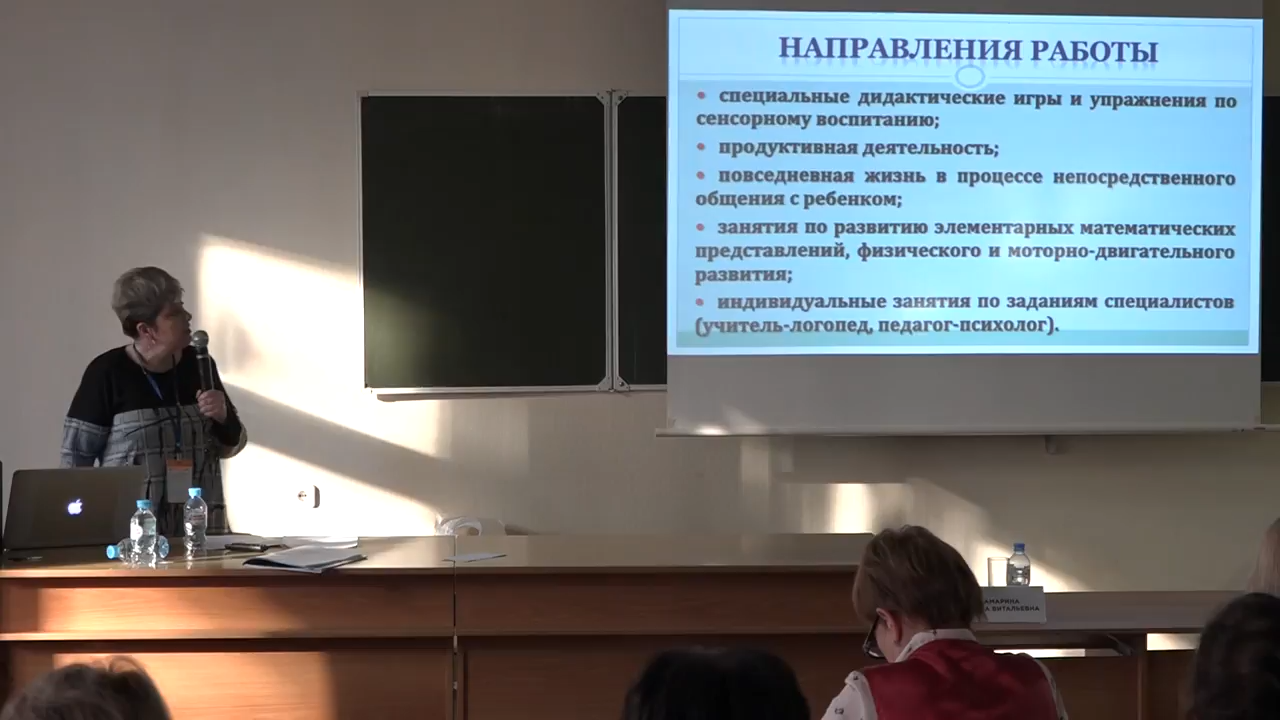 НАПРАВЛЕНИЯ РАБОТЫ
• специальные дидактические игры и упражнения по
сенсорному воспитанию;
• продуктивная деятельность;
• повседневная жизнь в процессе непосредственного
общения с ребенком;
• занятия по развитию элементарных математических
представлений, физического и моторно-двигательного
развития;
• индивидуальные занятия по заданиям специалистов
(учитель-логопед, педагог-психолог).
ВИТАЛЬЕВНА